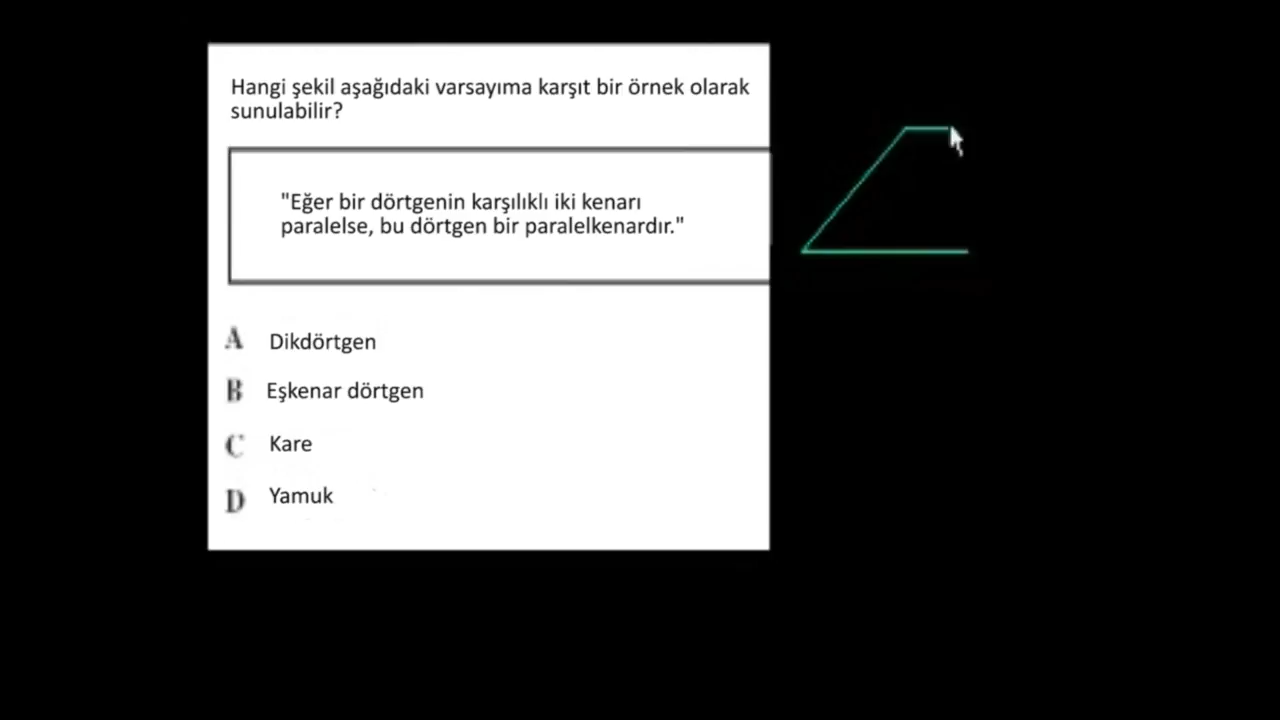 Hangi şekil aşağıdaki varsayıma karşıt bir örnek olarak
sunulabilir?
"Eğer bir dörtgenin karşılıklı iki kenarı
paralelse, bu dörtgen bir paralelkenardır."
A Dikdörtgen
B Eşkenar dörtgen
C Kare
D Yamuk